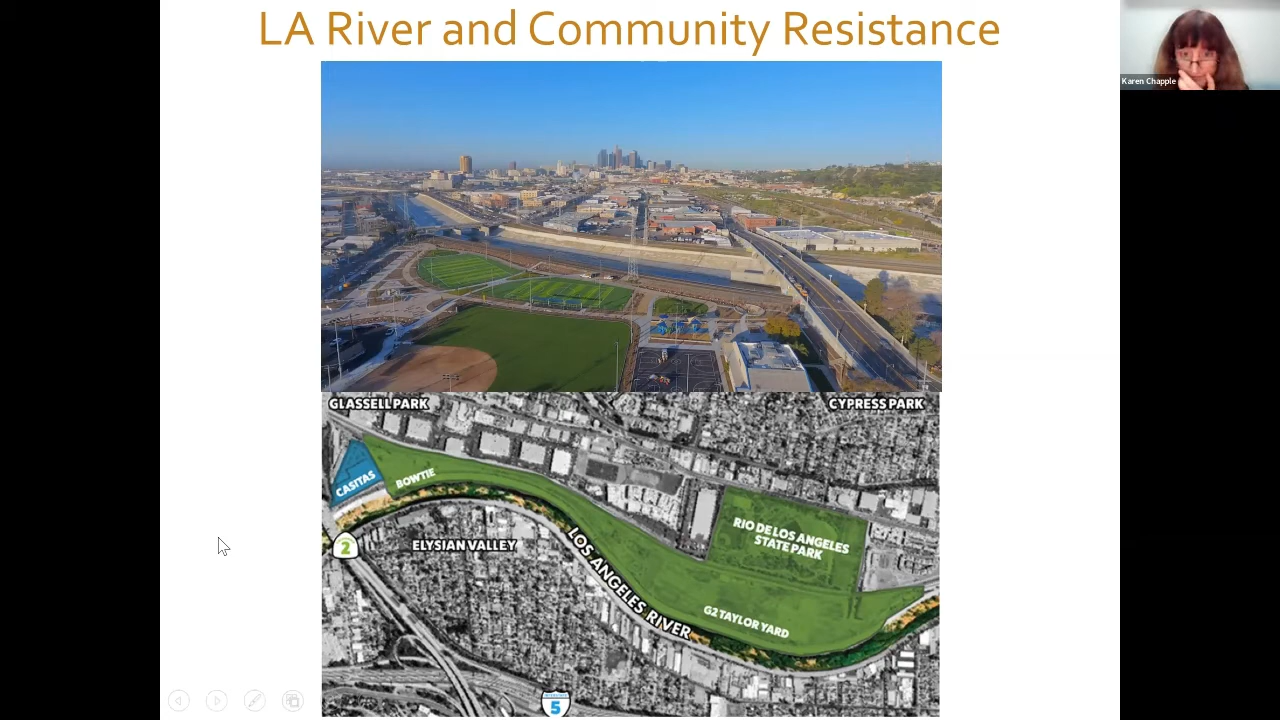 LA River and Community Resistance
Karen Chapple
GLASSELL PARK
CYPRESS PARK
CASITAS
BOWTIE
RIO DE LOS ANGELES
STATE PARK
2
ELYSIAN VALLEY
LOS ANGELES RIVER
G2 TAYLOR YARD
INTERSTATE
5